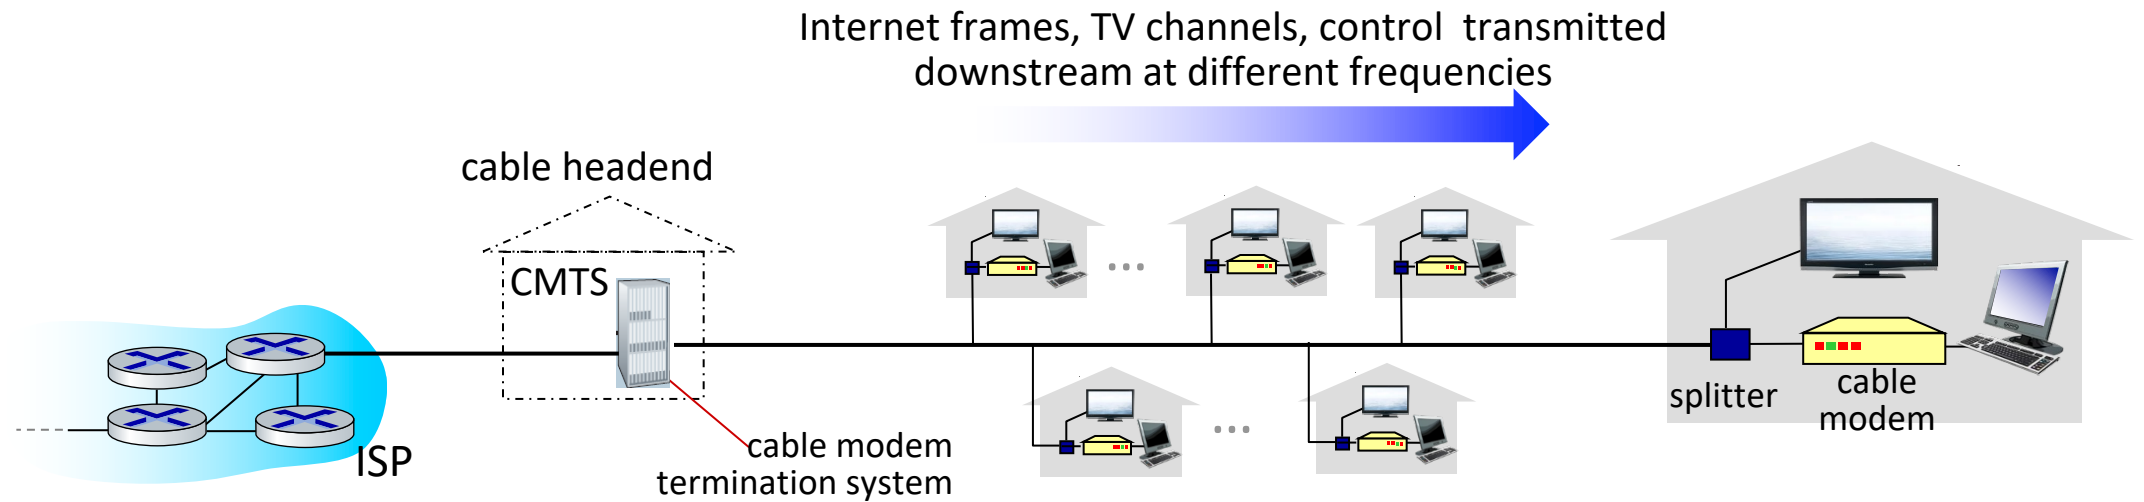 Internet frames, TV channels, control  transmitted
downstream at different frequencies
cable headend
CMTS
ISP
cable modem
termination system
splitter
cable
modem